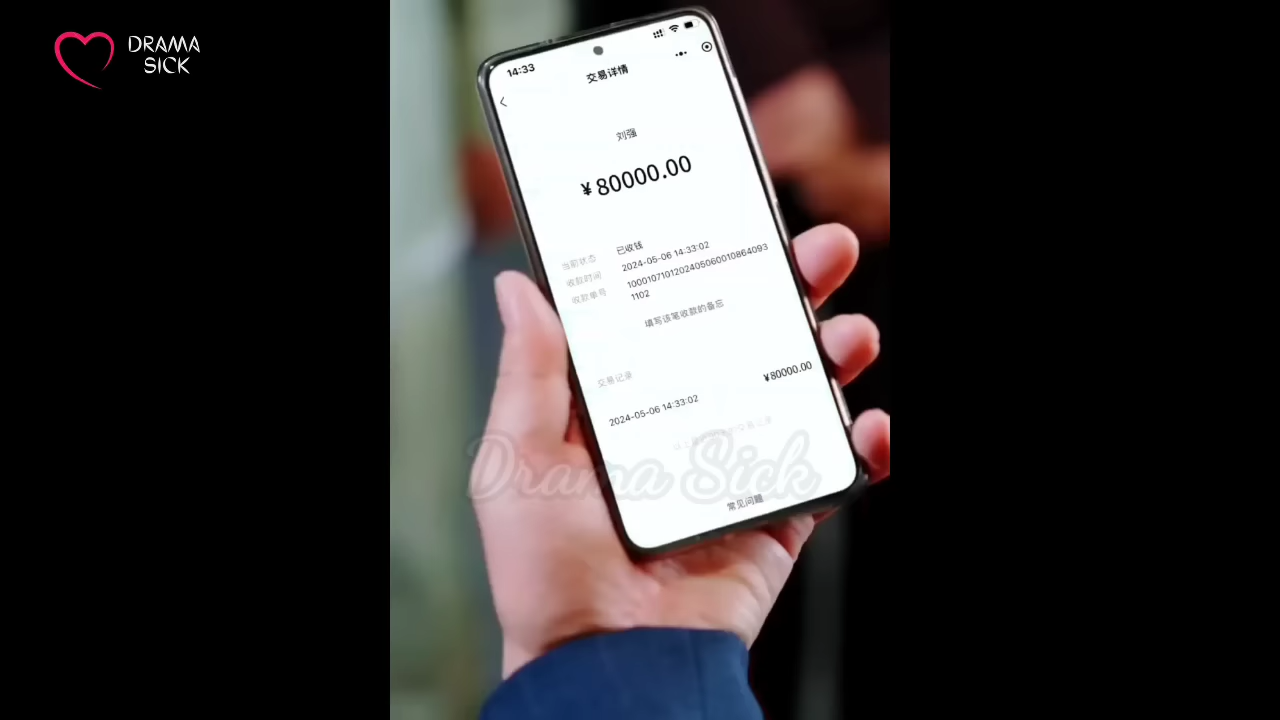 DRAMA
SICK
14:33
交易详情
刘强
¥80000.00
当前状态 已收钱
收款时间 2024-05-06 14:33:02
收款单号 1000107101202405060010864093
1102
填写该笔收款的备忘
交易记录
¥80000.00
2024-05-06 14:33:02
Drama Sick
常见问题